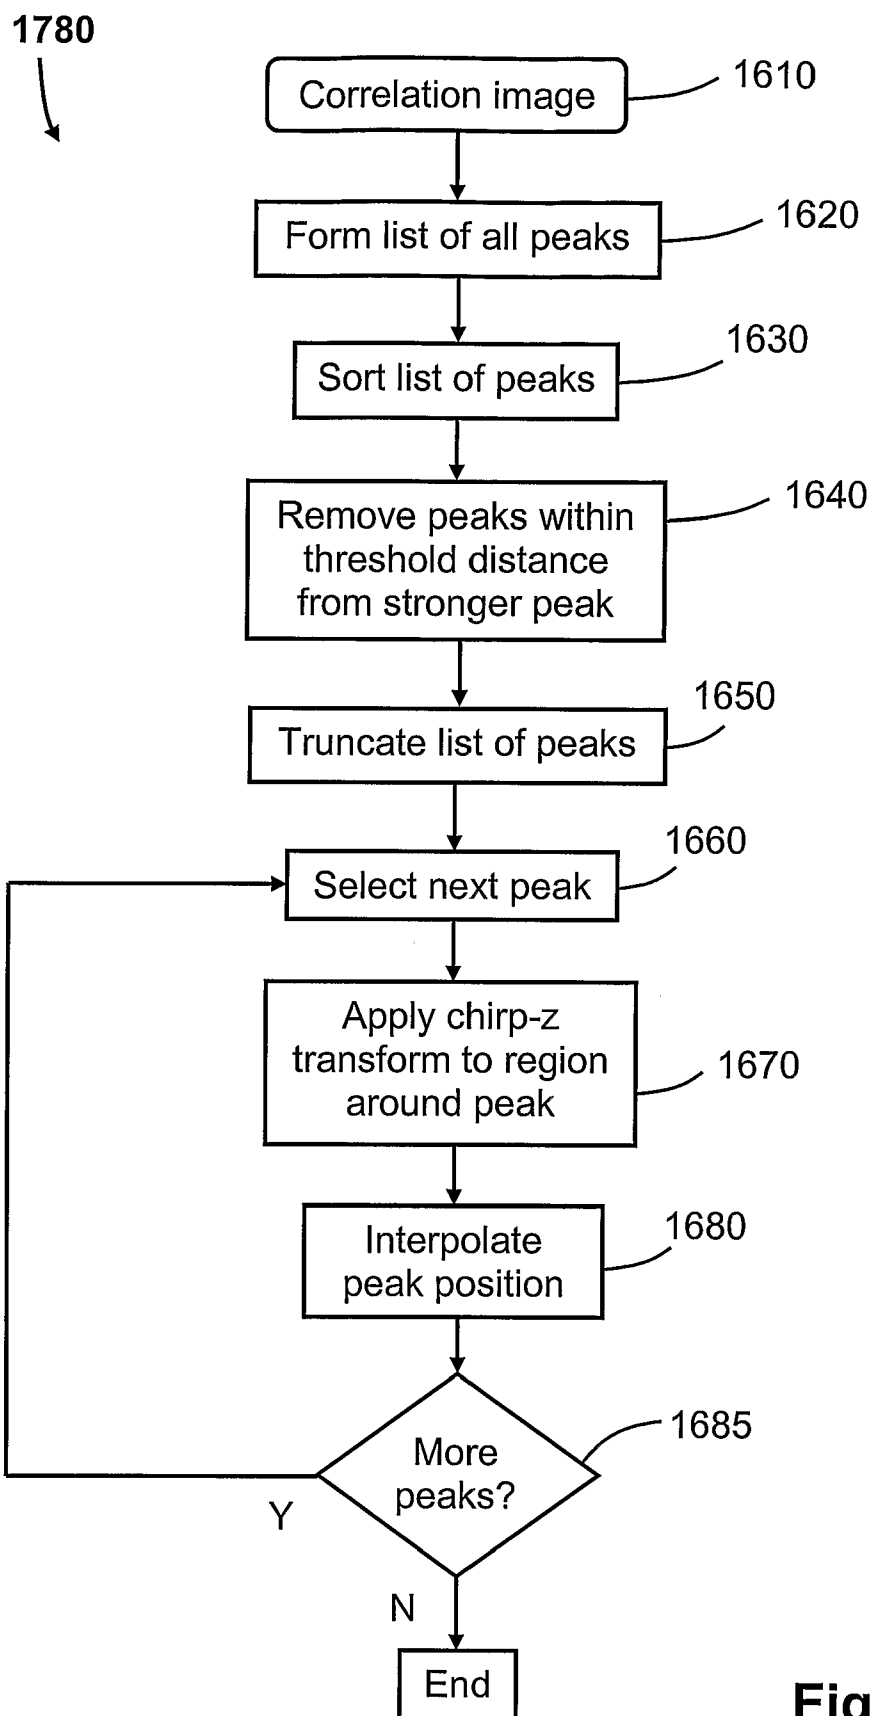 1780
Correlation image
1610
Form list of all peaks
1620
Sort list of peaks
1630
Remove peaks within
threshold distance
from stronger peak
1640
Truncate list of peaks
1650
Select next peak
1660
Apply chirp-z
transform to region
around peak
1670
Interpolate
peak position
1680
More
peaks?
1685
Y
N
End
Fig